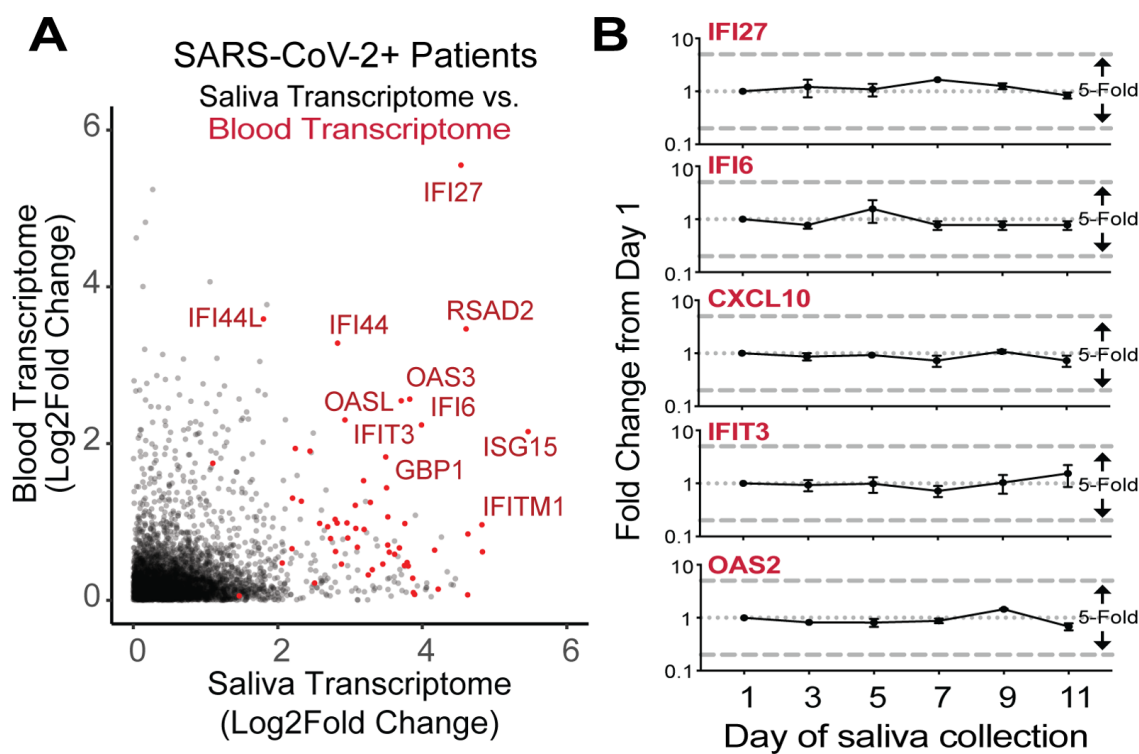 A
SARS-CoV-2+ Patients
Saliva Transcriptome vs.
Blood Transcriptome
6
4
2
0
Blood Transcriptome
(Log2Fold Change)
IFI27
IFI44L
IFI44
RSAD2
OAS3
OASL
IFI6
IFIT3
ISG15
GBP1
IFITM1
0
2
4
6
Saliva Transcriptome
(Log2Fold Change)
B
Fold Change from Day 1
IFI27
10
1
0.1
5-Fold
IFI6
10
1
0.1
5-Fold
CXCL10
10
1
0.1
5-Fold
IFIT3
10
1
0.1
5-Fold
OAS2
10
1
0.1
5-Fold
1
3
5
7
9
11
Day of saliva collection